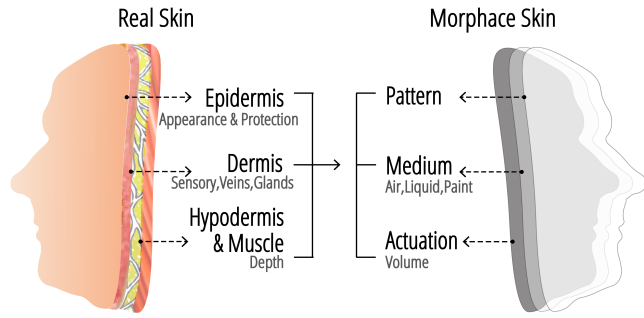 Real Skin
Morphace Skin
Epidermis
Appearance & Protection
Dermis
Sensory,Veins,Glands
Hypodermis
& Muscle
Depth
Pattern
Medium
Air,Liquid,Paint
Actuation
Volume